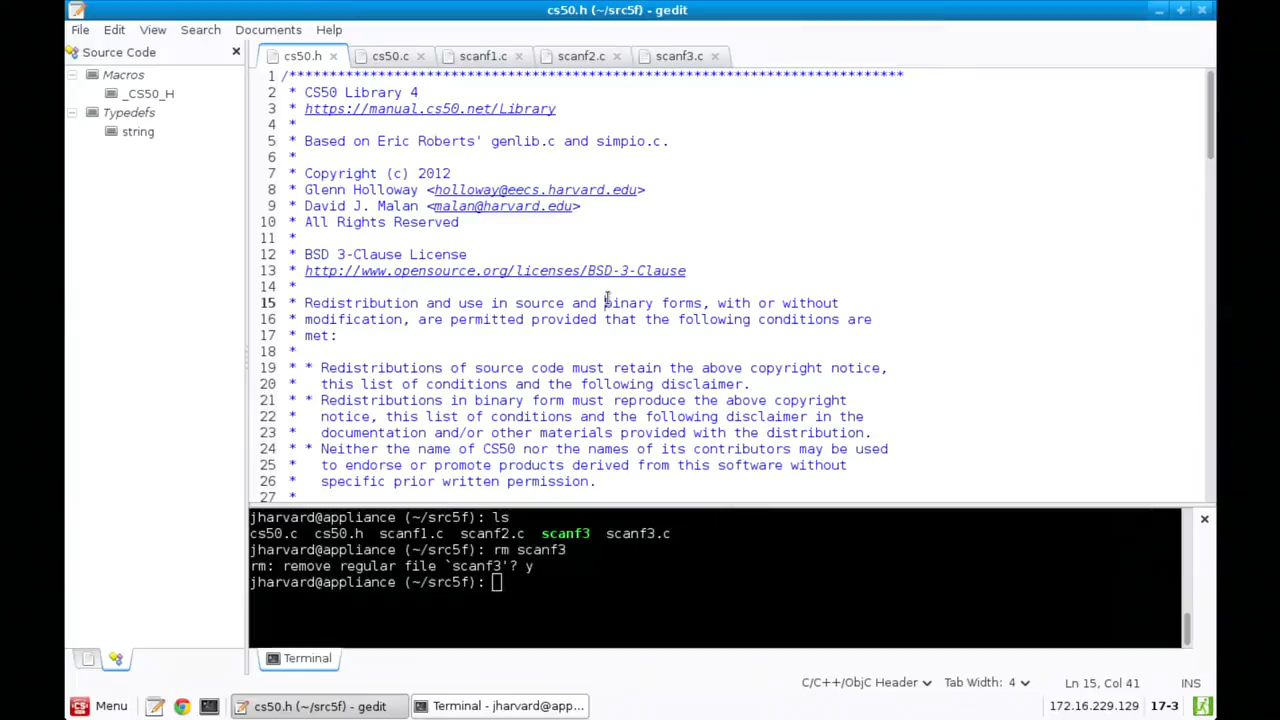 cs50.h (~/src5f) - gedit
File Edit View Search Tools Documents Help
Source Code
Macros
_CS50_H
Typedefs
string
cs50.h cs50.c scanf1.c scanf2.c scanf3.c
1 /****************************************************************************
2 * CS50 Library 4
3 * https://manual.cs50.net/Library
4 *
5 * Based on Eric Roberts' genlib.c and simpio.c.
6 *
7 * Copyright (c) 2012
8 * Glenn Holloway <holloway@eecs.harvard.edu>
9 * David J. Malan <malan@harvard.edu>
10 * All Rights Reserved
11 *
12 * BSD 3-Clause License
13 * http://www.opensource.org/licenses/BSD-3-Clause
14 *
15 * Redistribution and use in source and binary forms, with or without
16 * modification, are permitted provided that the following conditions are
17 * met:
18 *
19 * * Redistributions of source code must retain the above copyright notice,
20 *   this list of conditions and the following disclaimer.
21 * * Redistributions in binary form must reproduce the above copyright
22 *   notice, this list of conditions and the following disclaimer in the
23 *   documentation and/or other materials provided with the distribution.
24 * * Neither the name of CS50 nor the names of its contributors may be used
25 *   to endorse or promote products derived from this software without
26 *   specific prior written permission.
27 *
jharvard@appliance (~/src5f): ls
cs50.c cs50.h scanf1.c scanf2.c scanf3 scanf3.c
jharvard@appliance (~/src5f): rm scanf3
rm: remove regular file `scanf3'? y
jharvard@appliance (~/src5f):
Terminal
C/C++/ObjC Header Tab Width: 4 Ln 15, Col 41 INS
Menu cs50.h (~/src5f) - gedit Terminal - jharvard@app... 172.16.229.129 17-3